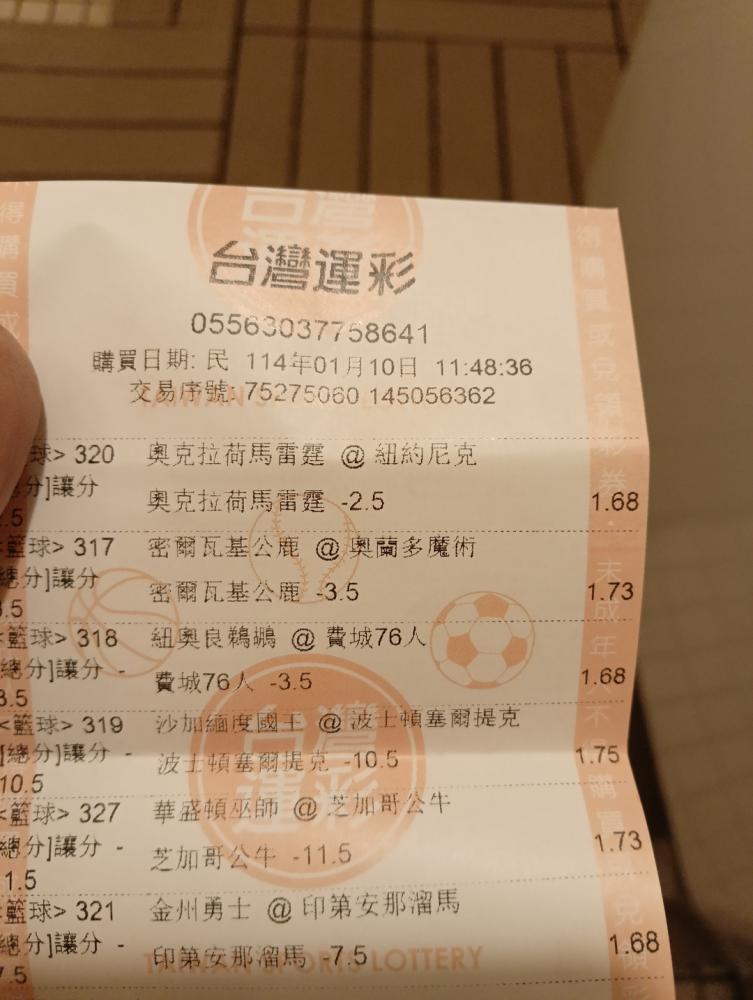 台灣運彩
05563037758641
購買日期: 民 114年01月10日 11:48:36
交易序號: 75275060 145056362
球> 320 奧克拉荷馬雷霆 @ 紐約尼克
分]讓分
奧克拉荷馬雷霆 -2.5 1.68
.5
籃球> 317 密爾瓦基公鹿 @ 奧蘭多魔術
總分]讓分
密爾瓦基公鹿 -3.5 1.73
3.5
<籃球> 318 紐奧良鵜鶘 @ 費城76人
總分]讓分 -
費城76人 -3.5 1.68
3.5
<籃球> 319 沙加緬度國王 @ 波士頓塞爾提克
[總分]讓分 -
波士頓塞爾提克 -10.5 1.75
10.5
<籃球> 327 華盛頓巫師 @ 芝加哥公牛
總分]讓分 -
芝加哥公牛 -11.5 1.73
1.5
籃球> 321 金州勇士 @ 印第安那溜馬
總分]讓分 -
印第安那溜馬 -7.5 1.68
7.5
TAIWAN SPORTS LOTTERY